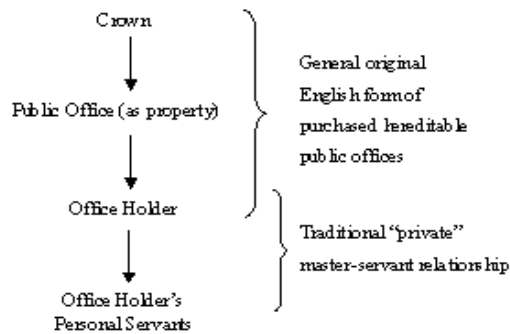 Crown
Public Office (as property)
Office Holder
Office Holder's
Personal Servants
General original
English form of
purchased hereditable
public offices
Traditional "private"
master-servant relationship